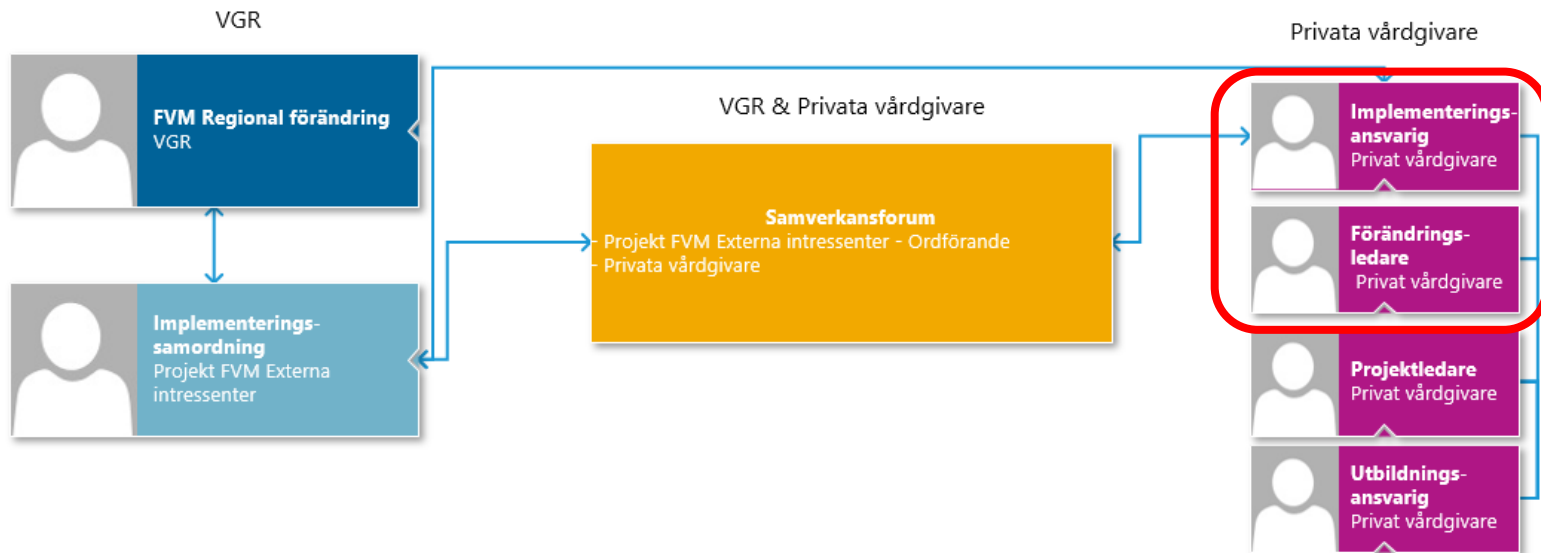 VGR
FVM Regional förändring
VGR
Implementerings-
samordning
Projekt FVM Externa
intressenter
VGR & Privata vårdgivare
Samverkansforum
- Projekt FVM Externa intressenter - Ordförande
- Privata vårdgivare
Privata vårdgivare
Implementerings-
ansvarig
Privat vårdgivare
Förändrings-
ledare
Privat vårdgivare
Projektledare
Privat vårdgivare
Utbildnings-
ansvarig
Privat vårdgivare